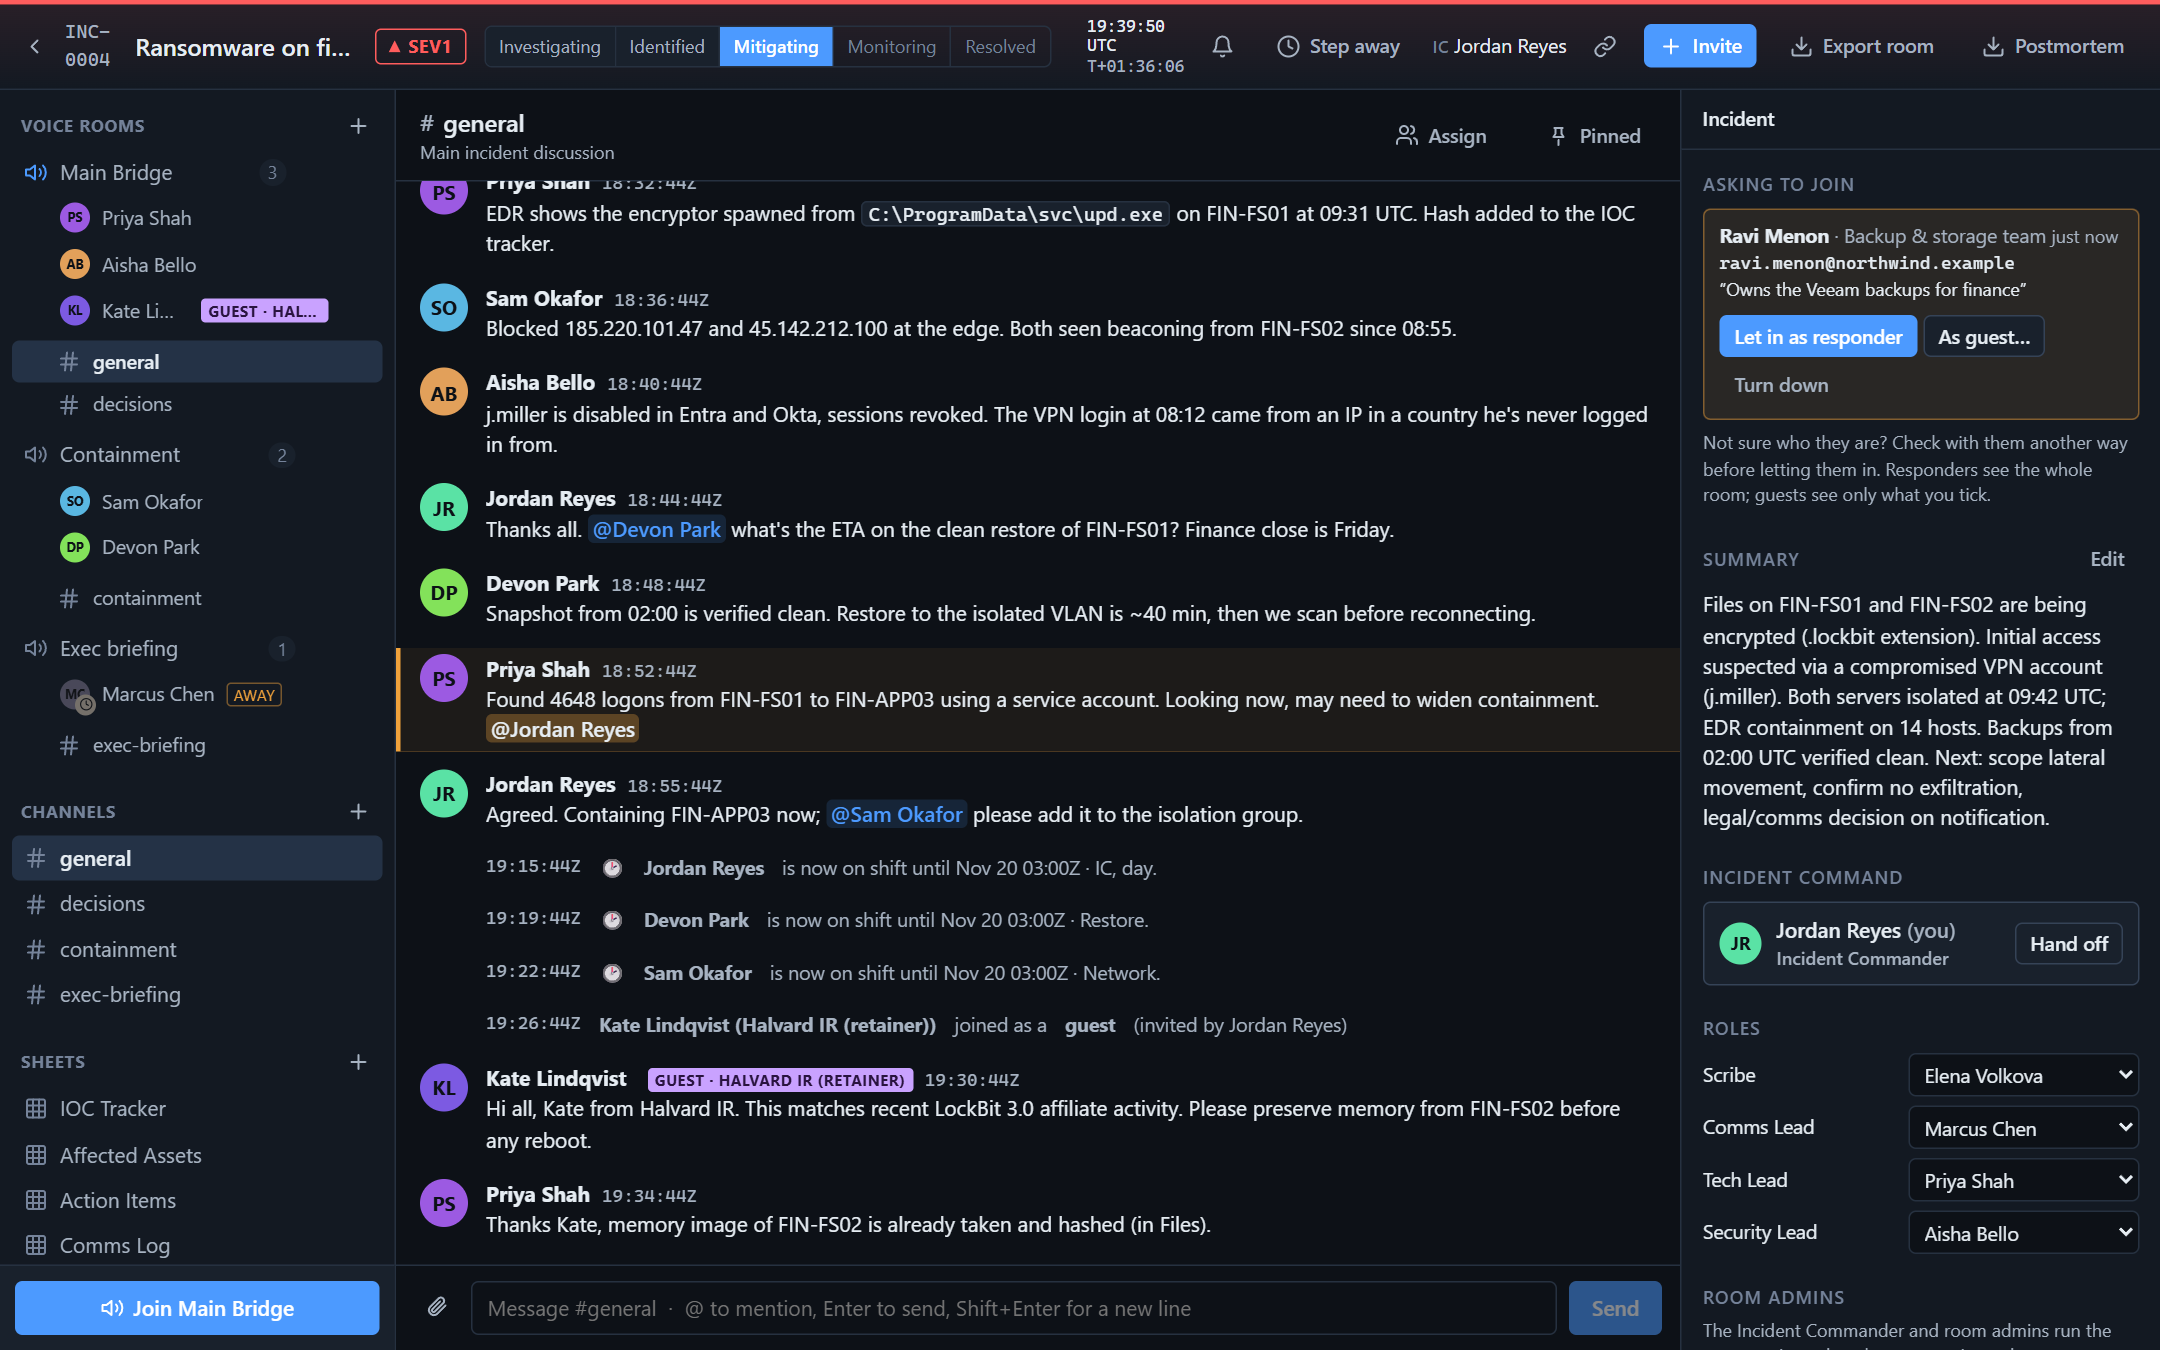 INC-
0004
Ransomware on fi...
SEV1
Investigating
Identified
Mitigating
Monitoring
Resolved
19:39:50
UTC
T+01:36:06
Step away
IC Jordan Reyes
Invite
Export room
Postmortem
VOICE ROOMS
Main Bridge 3
PS Priya Shah
AB Aisha Bello
KL Kate Li... GUEST · HAL...
# general
# decisions
Containment 2
SO Sam Okafor
DP Devon Park
# containment
Exec briefing 1
MC Marcus Chen AWAY
# exec-briefing
CHANNELS
# general
# decisions
# containment
# exec-briefing
SHEETS
IOC Tracker
Affected Assets
Action Items
Comms Log
Join Main Bridge
# general
Main incident discussion
Assign
Pinned
PS Priya Shah 18:32:44Z
EDR shows the encryptor spawned from C:\ProgramData\svc\upd.exe on FIN-FS01 at 09:31 UTC. Hash added to the IOC
tracker.
SO Sam Okafor 18:36:44Z
Blocked 185.220.101.47 and 45.142.212.100 at the edge. Both seen beaconing from FIN-FS02 since 08:55.
AB Aisha Bello 18:40:44Z
j.miller is disabled in Entra and Okta, sessions revoked. The VPN login at 08:12 came from an IP in a country he's never logged
in from.
JR Jordan Reyes 18:44:44Z
Thanks all. @Devon Park what's the ETA on the clean restore of FIN-FS01? Finance close is Friday.
DP Devon Park 18:48:44Z
Snapshot from 02:00 is verified clean. Restore to the isolated VLAN is ~40 min, then we scan before reconnecting.
PS Priya Shah 18:52:44Z
Found 4648 logons from FIN-FS01 to FIN-APP03 using a service account. Looking now, may need to widen containment.
@Jordan Reyes
JR Jordan Reyes 18:55:44Z
Agreed. Containing FIN-APP03 now; @Sam Okafor please add it to the isolation group.
19:15:44Z Jordan Reyes is now on shift until Nov 20 03:00Z · IC, day.
19:19:44Z Devon Park is now on shift until Nov 20 03:00Z · Restore.
19:22:44Z Sam Okafor is now on shift until Nov 20 03:00Z · Network.
19:26:44Z Kate Lindqvist (Halvard IR (retainer)) joined as a guest (invited by Jordan Reyes)
KL Kate Lindqvist GUEST · HALVARD IR (RETAINER) 19:30:44Z
Hi all, Kate from Halvard IR. This matches recent LockBit 3.0 affiliate activity. Please preserve memory from FIN-FS02 before
any reboot.
PS Priya Shah 19:34:44Z
Thanks Kate, memory image of FIN-FS02 is already taken and hashed (in Files).
Message #general · @ to mention, Enter to send, Shift+Enter for a new line
Send
Incident
ASKING TO JOIN
Ravi Menon · Backup & storage team just now
ravi.menon@northwind.example
“Owns the Veeam backups for finance”
Let in as responder
As guest...
Turn down
Not sure who they are? Check with them another way
before letting them in. Responders see the whole
room; guests see only what you tick.
SUMMARY
Edit
Files on FIN-FS01 and FIN-FS02 are being
encrypted (.lockbit extension). Initial access
suspected via a compromised VPN account
(j.miller). Both servers isolated at 09:42 UTC;
EDR containment on 14 hosts. Backups from
02:00 UTC verified clean. Next: scope lateral
movement, confirm no exfiltration,
legal/comms decision on notification.
INCIDENT COMMAND
JR Jordan Reyes (you)
Incident Commander
Hand off
ROLES
Scribe Elena Volkova
Comms Lead Marcus Chen
Tech Lead Priya Shah
Security Lead Aisha Bello
ROOM ADMINS
The Incident Commander and room admins run the